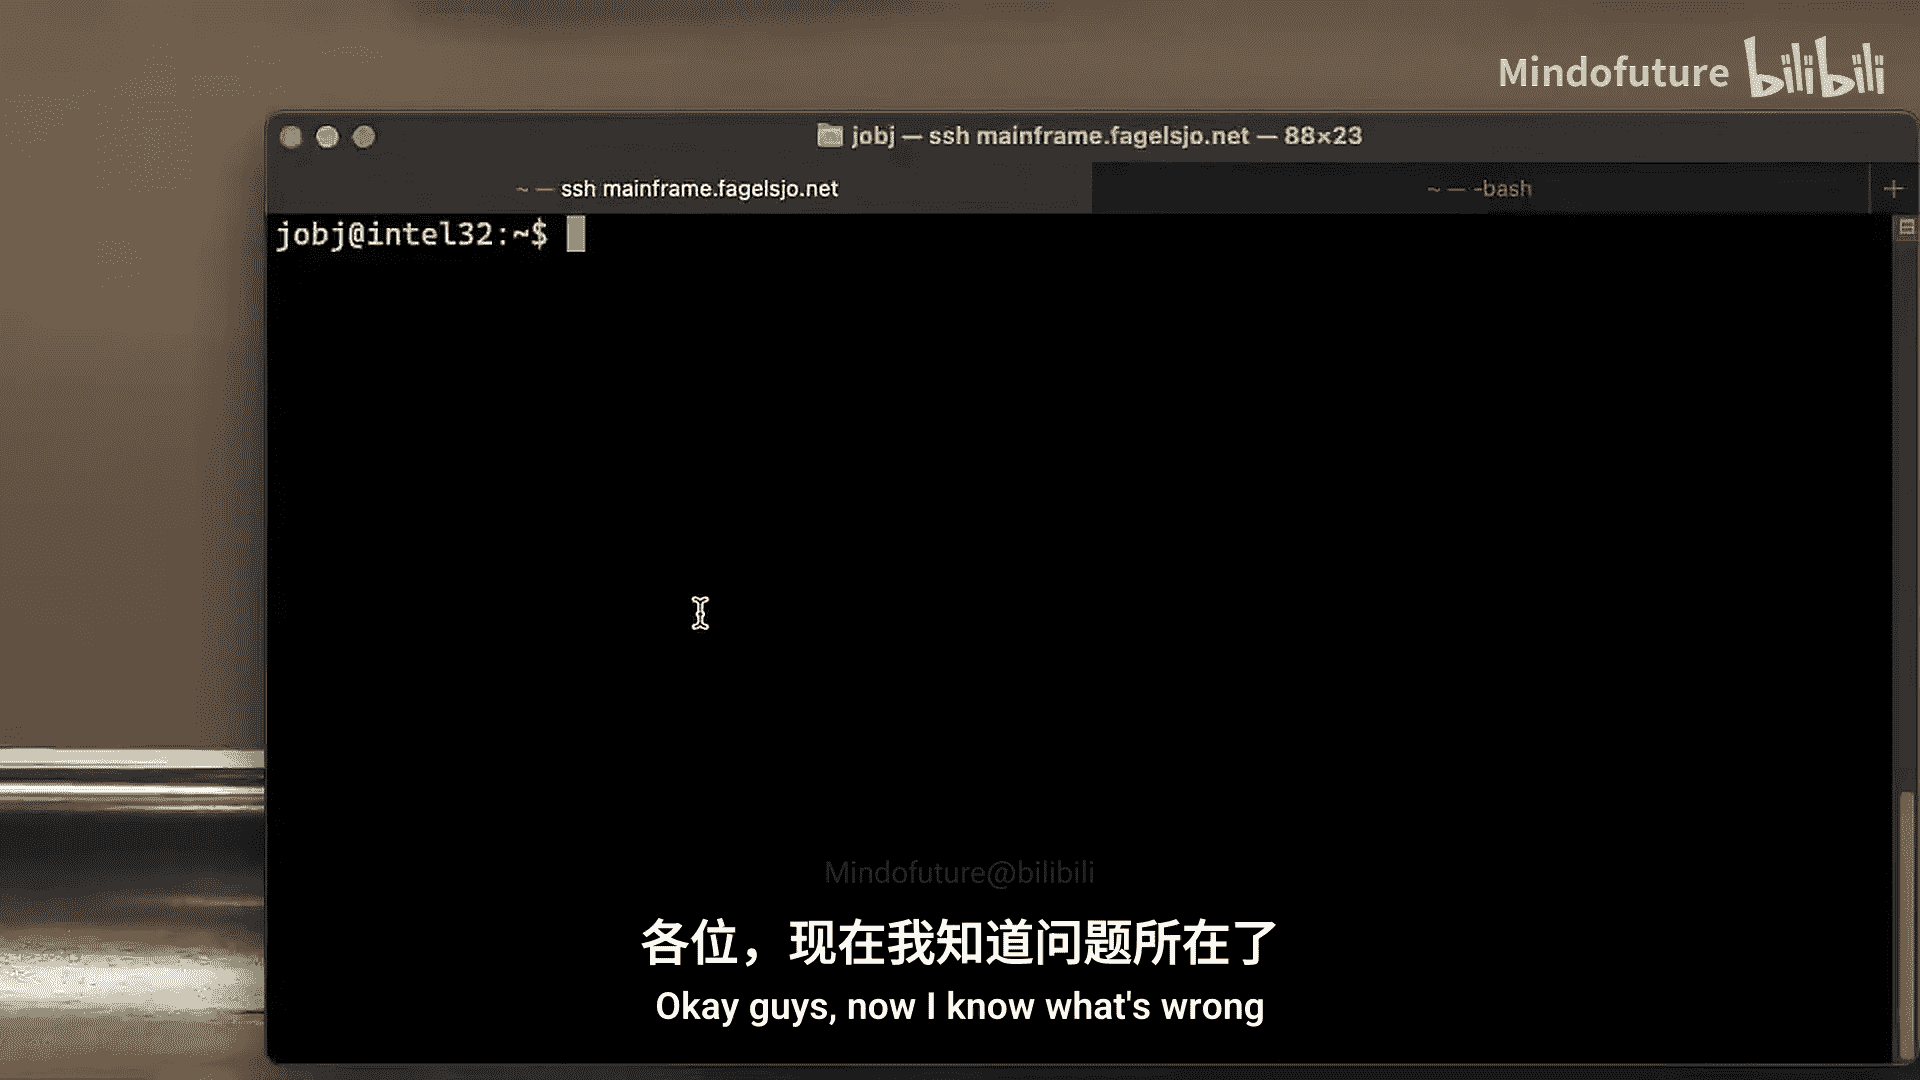 Mindofuture bilibili
jobj — ssh mainframe.fagelsjo.net — 88×23
~ — ssh mainframe.fagelsjo.net
~ — -bash
+
jobj@intel32:~$
Mindofuture@bilibili
各位，现在我知道问题所在了
Okay guys, now I know what's wrong